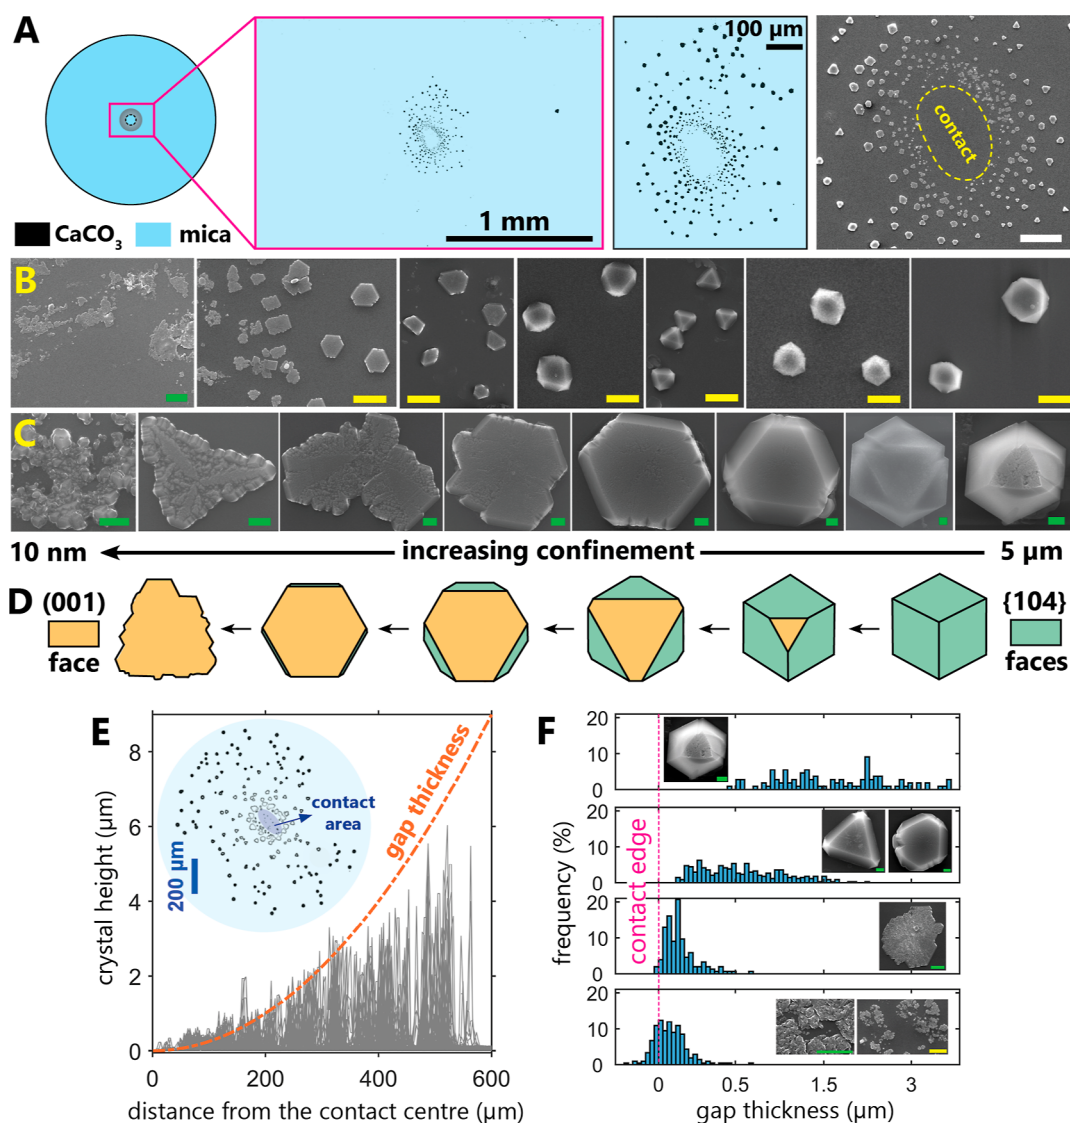 A
100 µm
contact
1 mm
CaCO3
mica
B
C
10 nm
increasing confinement
5 µm
D
(001)
face
{104}
faces
E
crystal height (µm)
8
6
4
2
0
0
200
400
600
distance from the contact centre (µm)
gap thickness
contact
area
200 µm
F
frequency (%)
contact edge
20
10
0
20
10
0
20
10
0
20
10
0
0
0.5
1.5
3
gap thickness (µm)